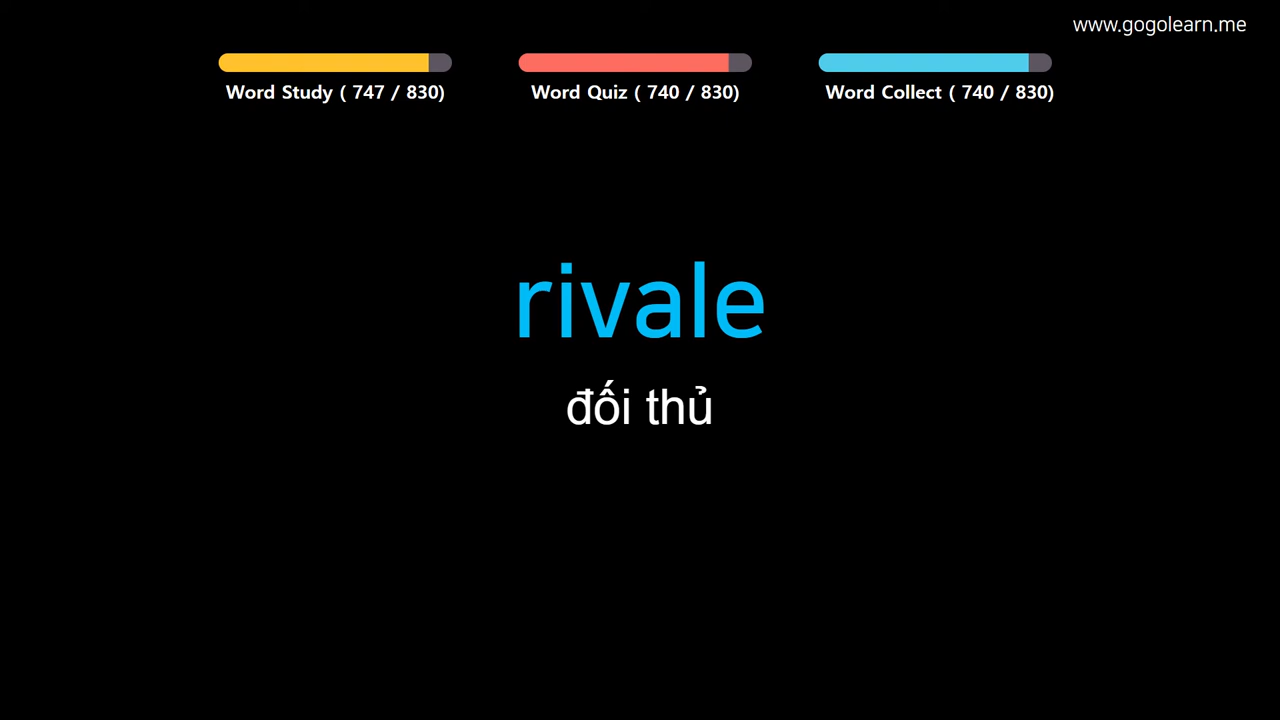 www.gogolearn.me
Word Study ( 747 / 830)
Word Quiz ( 740 / 830)
Word Collect ( 740 / 830)
rivale
đối thủ